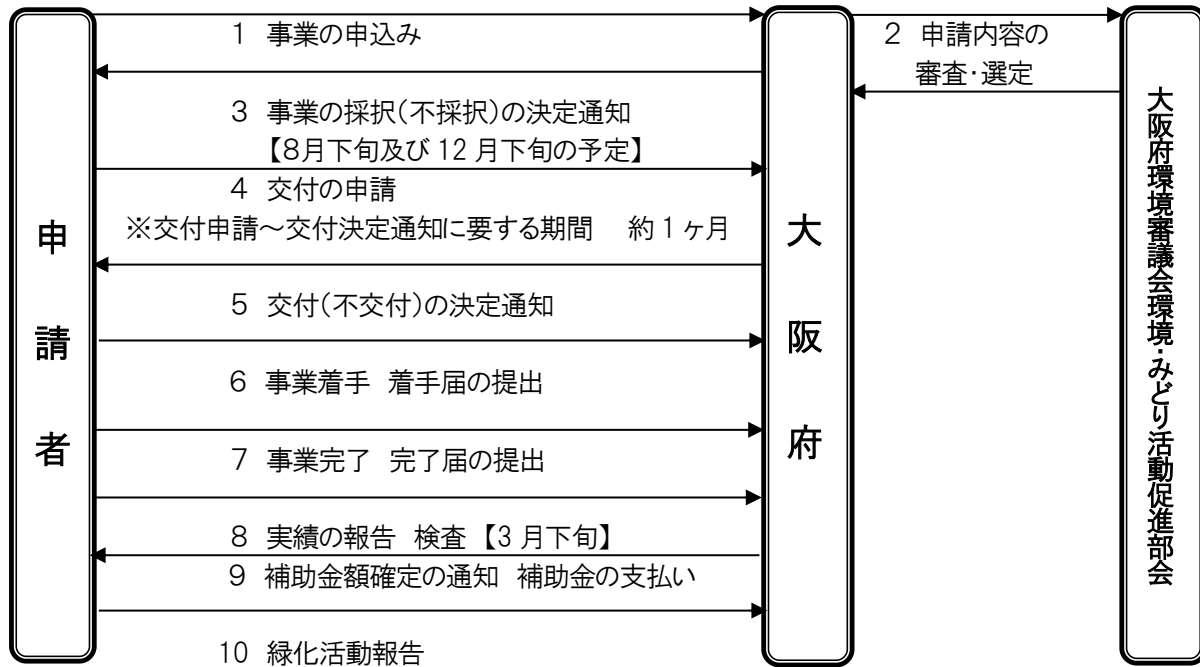 1 事業の申込み
2 申請内容の
審査・選定
3 事業の採択(不採択)の決定通知
【8月下旬及び 12 月下旬の予定】
4 交付の申請
※交付申請～交付決定通知に要する期間 約1ヶ月
5 交付(不交付)の決定通知
6 事業着手 着手届の提出
7 事業完了 完了届の提出
8 実績の報告 検査 【3 月下旬】
9 補助金額確定の通知 補助金の支払い
10 緑化活動報告
申請者
大阪府
大阪府環境審議会環境・みどり活動促進部会